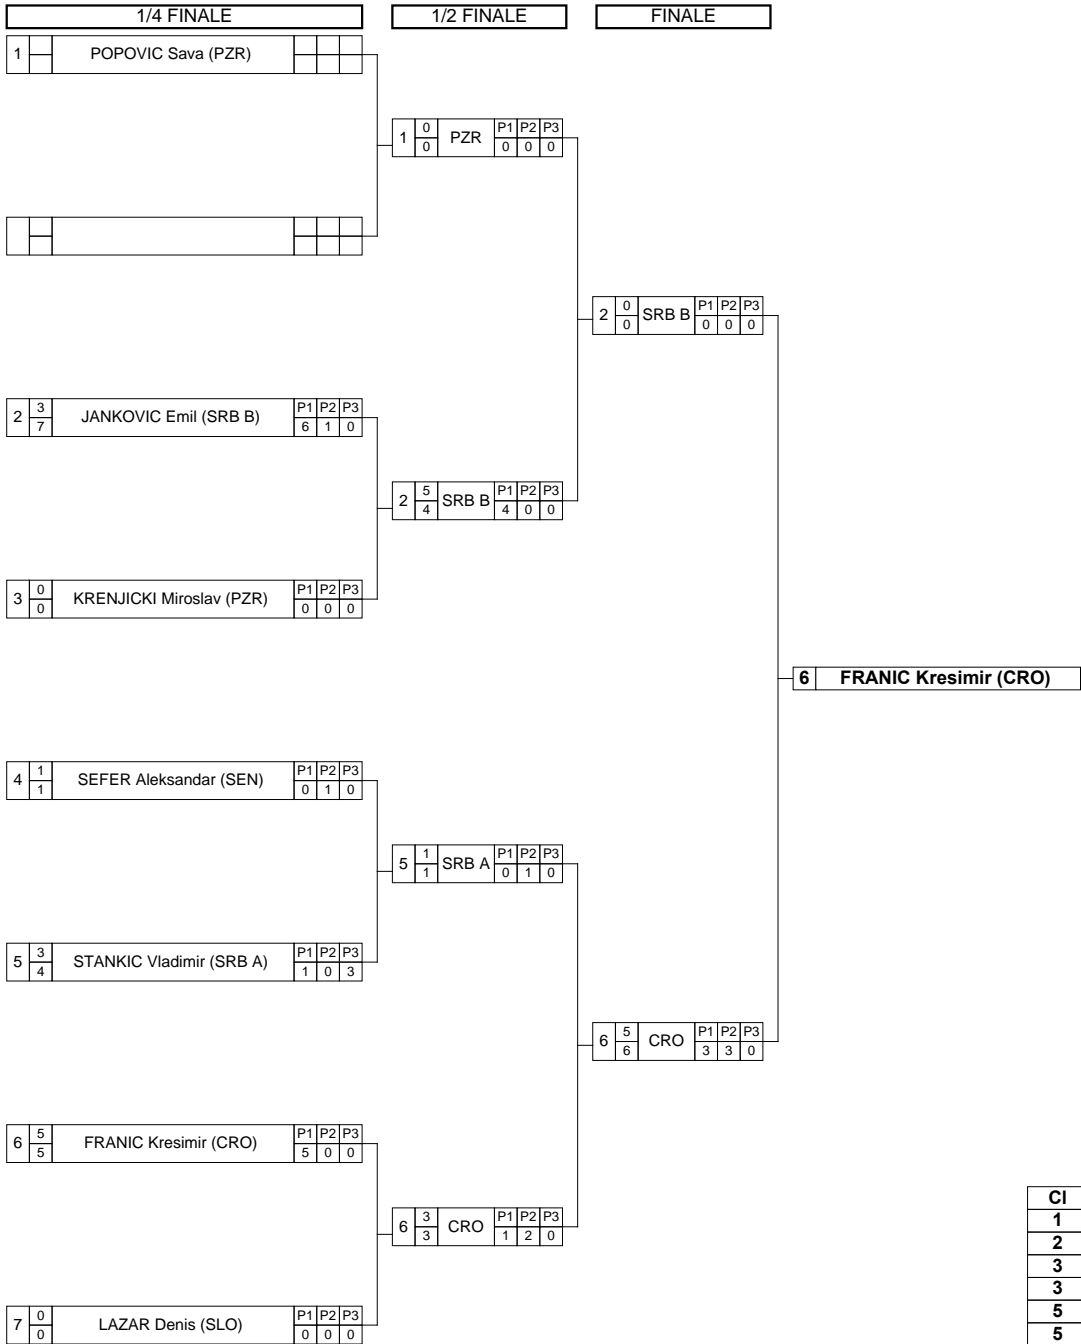 1/4 FINALE 1/2 FINALE FINALE
1 POPOVIC Sava (PZR)
1 0 PZR P1 P2 P3
0 0 0 0
2 0 SRB B P1 P2 P3
0 0 0 0
2 3 JANKOVIC Emil (SRB B) P1 P2 P3
7 6 1 0
2 5 SRB B P1 P2 P3
4 4 0 0
3 0 KRENJICKI Miroslav (PZR) P1 P2 P3
0 0 0 0
6 FRANIC Kresimir (CRO)
4 1 SEFER Aleksandar (SEN) P1 P2 P3
1 0 1 0
5 1 SRB A P1 P2 P3
1 0 1 0
5 3 STANKIC Vladimir (SRB A) P1 P2 P3
4 1 0 3
6 5 CRO P1 P2 P3
6 3 3 0
6 5 FRANIC Kresimir (CRO) P1 P2 P3
5 5 0 0
6 3 CRO P1 P2 P3
3 1 2 0
7 0 LAZAR Denis (SLO) P1 P2 P3
0 0 0 0
Cl
1
2
3
3
5
5